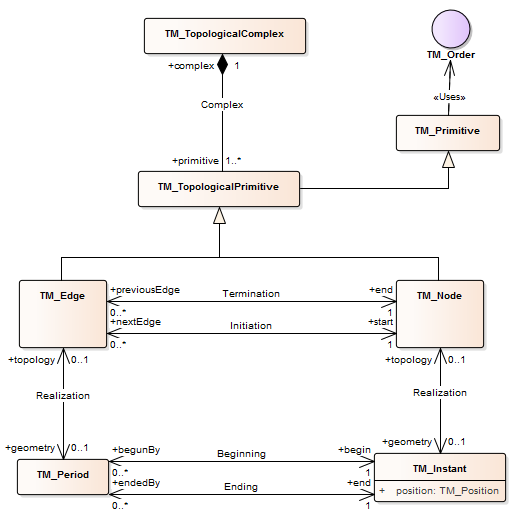 TM_TopologicalComplex
TM_Order
+complex 1
«Uses»
Complex
TM_Primitive
+primitive 1..*
TM_TopologicalPrimitive
TM_Edge
+previousEdge Termination +end
0..* 1
TM_Node
+nextEdge Initiation +start
0..* 1
+topology 0..1
+topology 0..1
Realization
Realization
+geometry 0..1
+geometry 0..1
+begunBy Beginning +begin
0..* 1
TM_Period
TM_Instant
+endedBy Ending +end
0..* 1
+ position: TM_Position